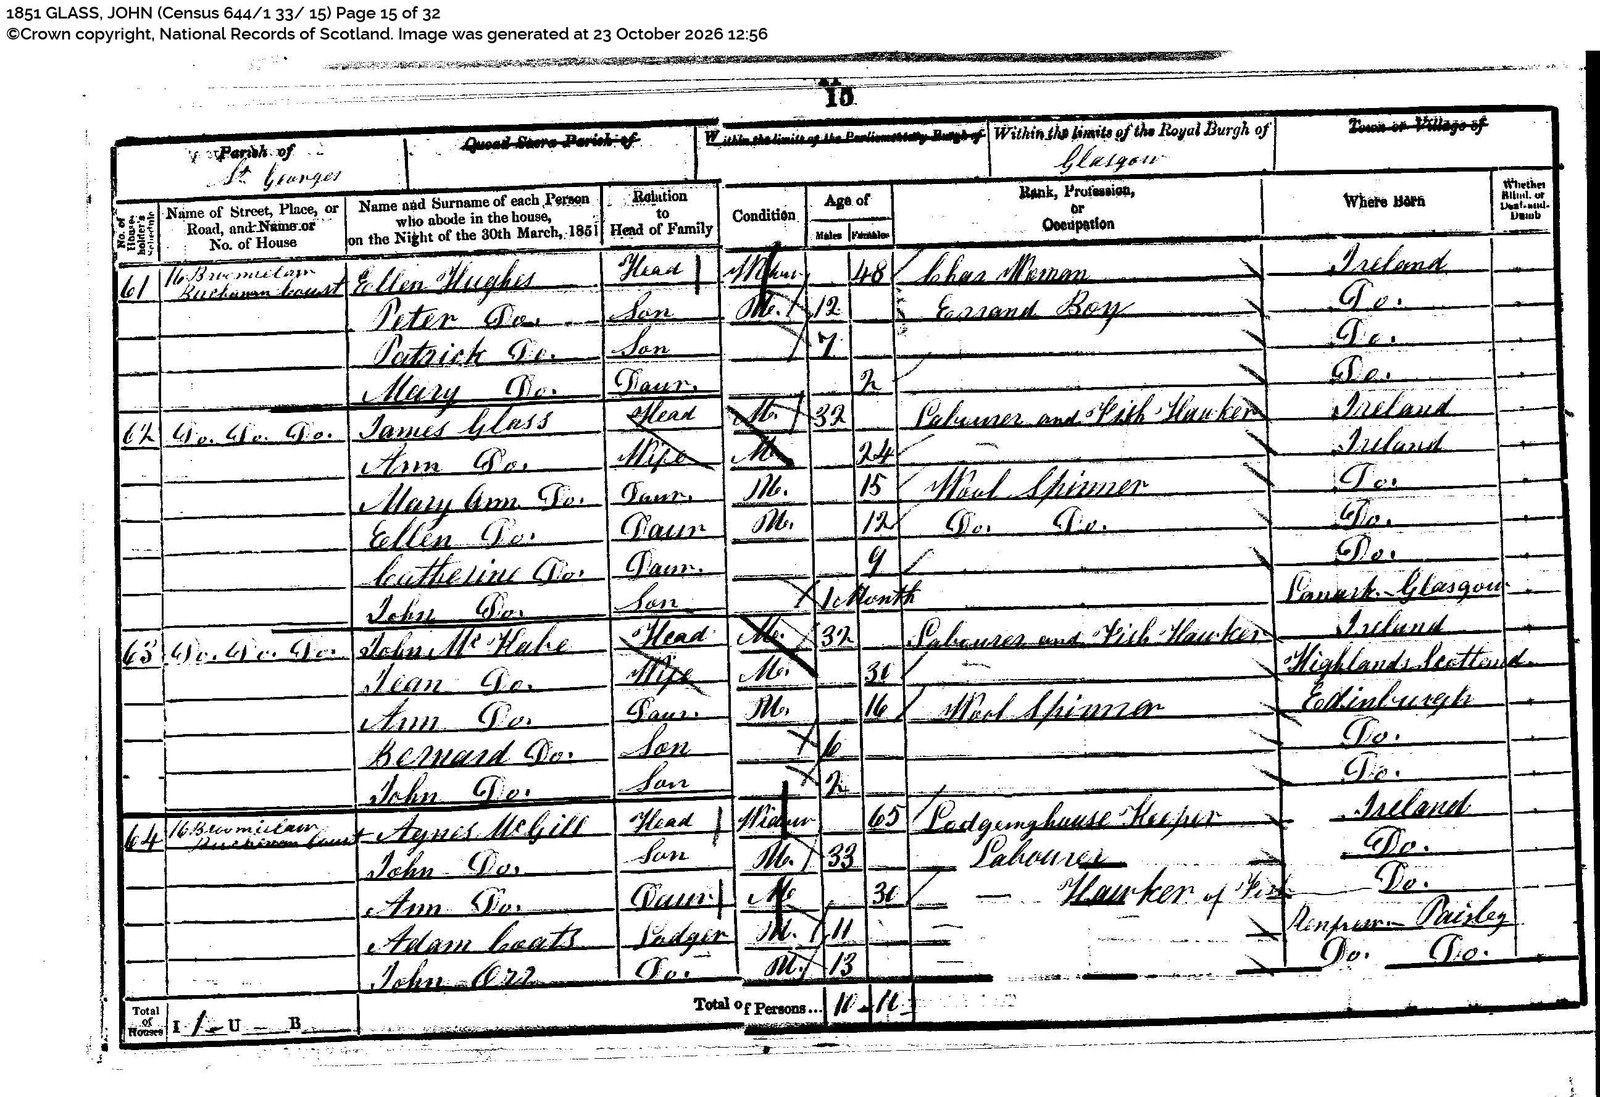 1851 GLASS, JOHN (Census 644/1 33/ 15) Page 15 of 32
©Crown copyright, National Records of Scotland. Image was generated at 23 October 2026 12:56
15
Parish of Quoad Sacra Parish of Within the limits of the Parliamentary Burgh of Within the limits of the Royal Burgh of Town or Village of
St Georges Glasgow
No. of House-holder's Schedule Name of Street, Place, or Road, and Name or No. of House Name and Surname of each Person who abode in the house, on the Night of the 30th March, 1851 Relation to Head of Family Condition Age of Males Females Rank, Profession, or Occupation Where Born Whether Blind, or Deaf-and-Dumb
61 16 Broomielaw Buchanan Court Ellen Hughes Head 48 Char Woman Ireland
Peter Do. Son 12 Errand Boy Do.
Patrick Do. Son 7 Do.
Mary Do. Daur. 2 Do.
62 Do. Do. Do. James Glass Head M. 32 Labourer and Fish Hawker Ireland
Ann Do. Wife M 24 Ireland
Mary Ann Do. Daur. 15 Wool Spinner Do.
Ellen Do. Daur 12 Do. Do. Do.
Catherine Do. Daur. 9 Do.
John Do. Son 1 Month Lanark - Glasgow
63 Do. Do. Do. John Mc Habe Head M. 32 Labourer and Fish Hawker Ireland
Jean Do. Wife M. 30 Highlands Scotland
Ann Do. Daur. 16 Wool Spinner Edinburgh
Bernard Do. Son 6 Do.
John Do. Son 2 Do.
64 16 Broomielaw Buchanan Court Agnes McGill Head Widow 65 Lodginghouse Keeper Ireland
John Do. Son 33 Labourer Do.
Ann Do. Daur 30 Hawker of Fish Do.
Adam Coats Lodger 11 Renfrew - Paisley
John Orr Do. 13 Do. Do.
Total of Houses I 1 U - B Total of Persons... 10 11